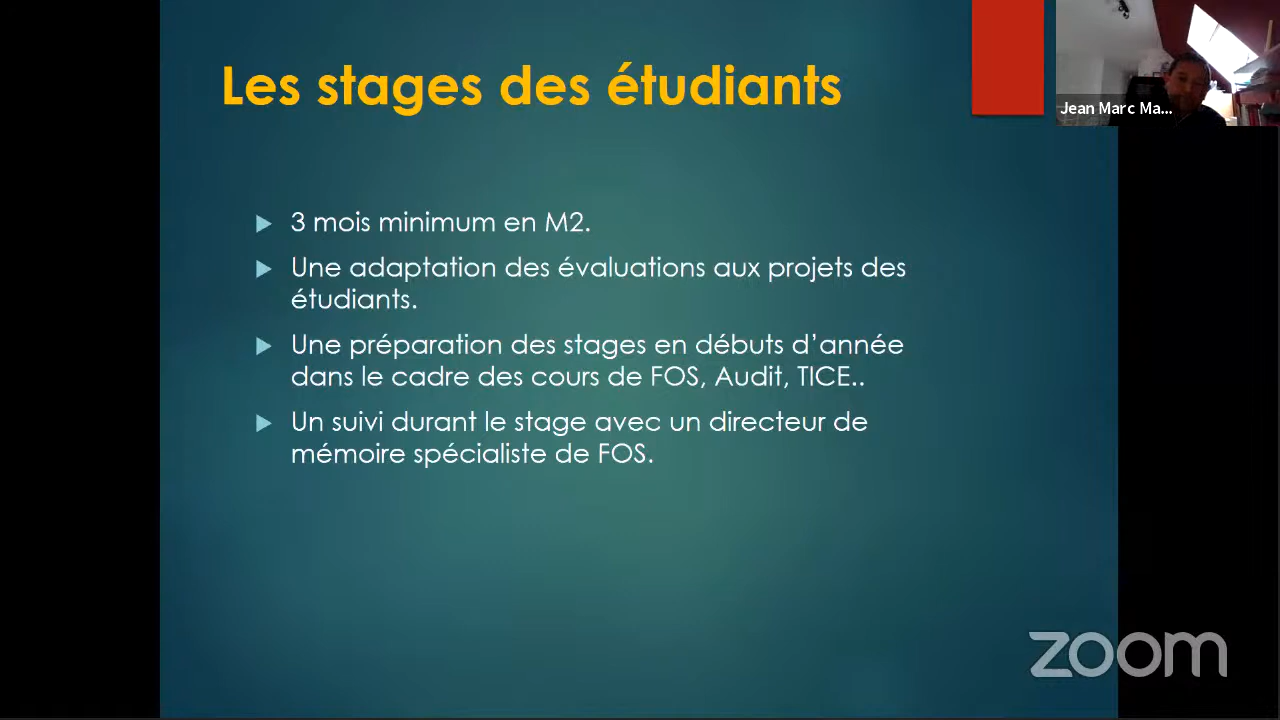 Les stages des étudiants
Jean Marc Ma...
3 mois minimum en M2.
Une adaptation des évaluations aux projets des
étudiants.
Une préparation des stages en débuts d’année
dans le cadre des cours de FOS, Audit, TICE..
Un suivi durant le stage avec un directeur de
mémoire spécialiste de FOS.
zoom